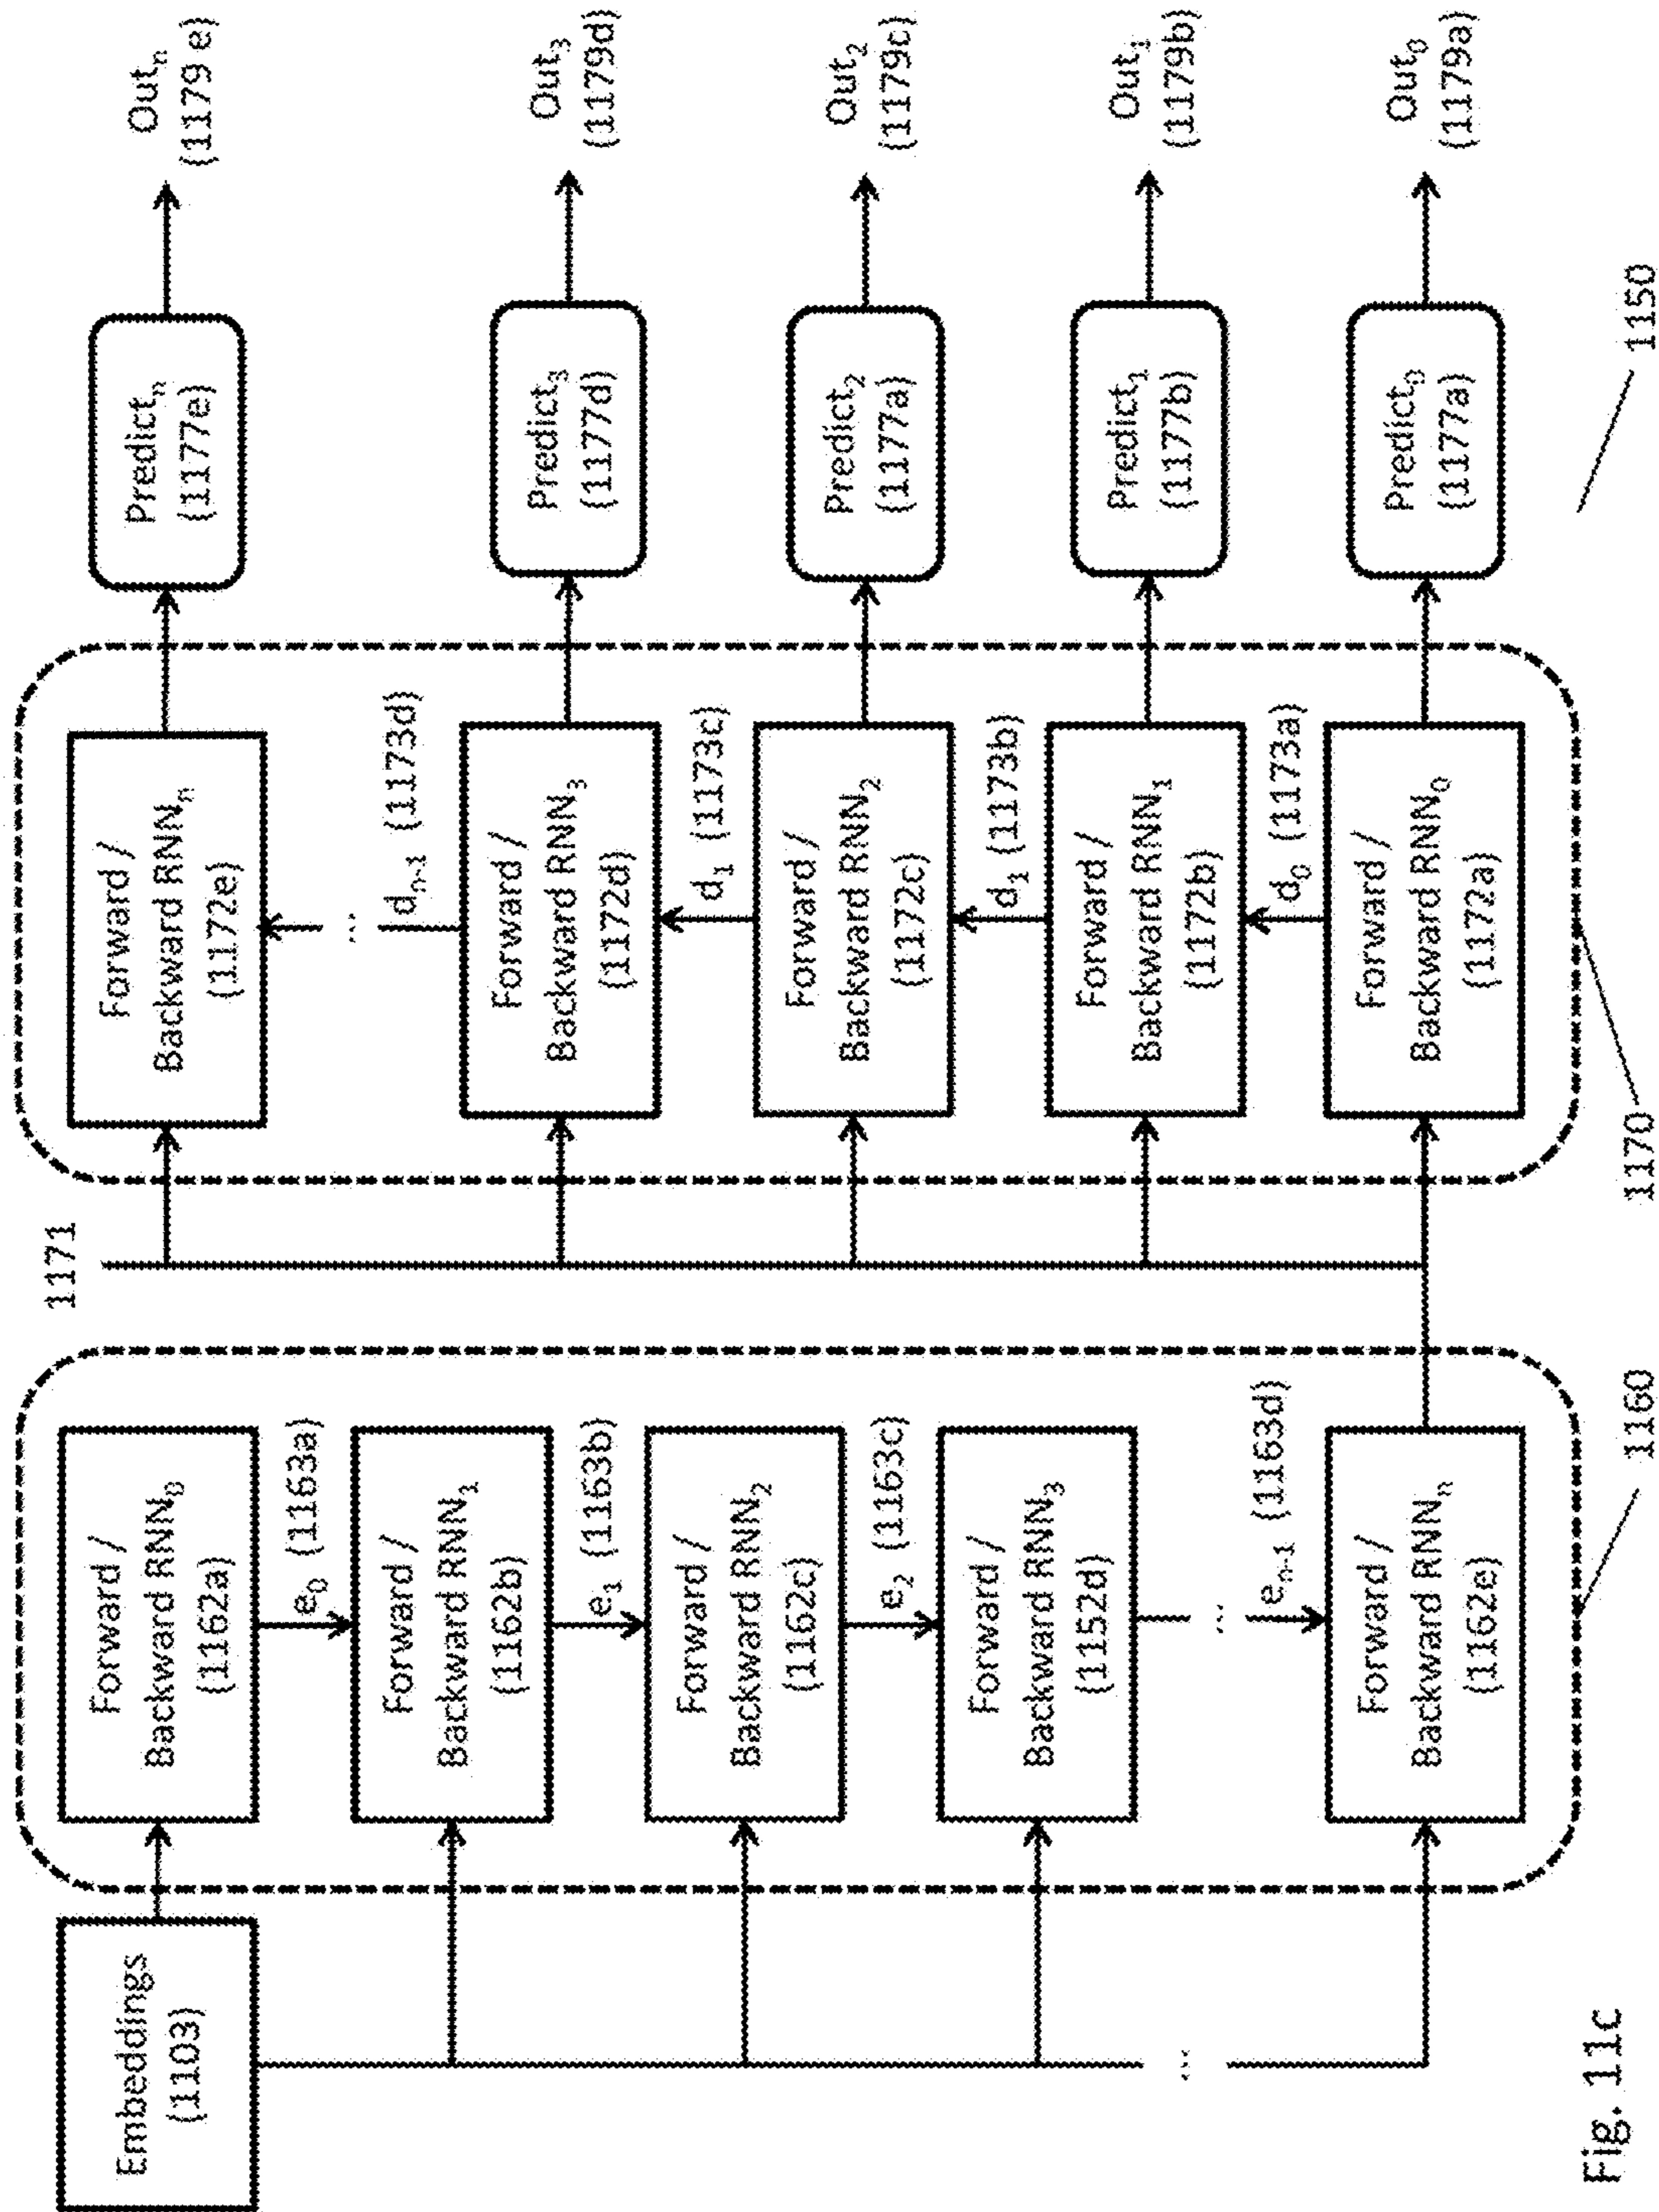 Embeddings
(1103)
Forward /
Backward RNN₀
(1162a)
e₀ (1163a)
Forward /
Backward RNN₁
(1162b)
e₁ (1163b)
Forward /
Backward RNN₂
(1162c)
e₂ (1163c)
Forward /
Backward RNN₃
(1152d)
...
eₙ₋₁ (1163d)
Forward /
Backward RNNₙ
(1162e)
1160
1171
Forward /
Backward RNNₙ
(1172e)
...
dₙ₋₁ (1173d)
Forward /
Backward RNN₃
(1172d)
d₁ (1173c)
Forward /
Backward RNN₂
(1172c)
d₁ (1173b)
Forward /
Backward RNN₁
(1172b)
d₀ (1173a)
Forward /
Backward RNN₀
(1172a)
1170
Predictₙ
(1177e)
Predict₃
(1177d)
Predict₂
(1177a)
Predict₁
(1177b)
Predict₀
(1177a)
Outₙ
(1179 e)
Out₃
(1179d)
Out₂
(1179c)
Out₁
(1179b)
Out₀
(1179a)
1150
...
Fig. 11c